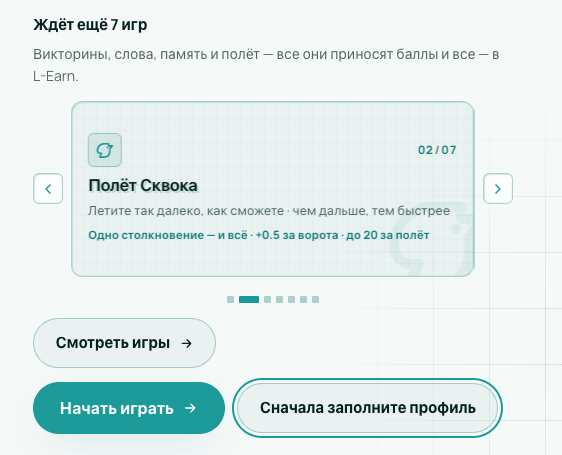 Ждёт ещё 7 игр
Викторины, слова, память и полёт — все они приносят баллы и все — в
L-Earn.
02 / 07
Полёт Сквока
Летите так далеко, как сможете · чем дальше, тем быстрее
Одно столкновение — и всё · +0.5 за ворота · до 20 за полёт
Смотреть игры →
Начать играть →
Сначала заполните профиль